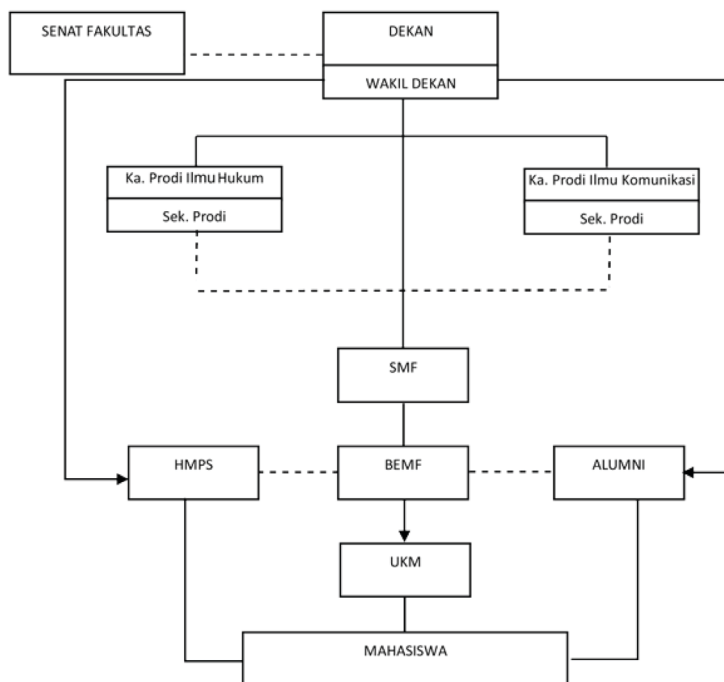 SENAT FAKULTAS
DEKAN
WAKIL DEKAN
Ka. Prodi Ilmu Hukum
Sek. Prodi
Ka. Prodi Ilmu Komunikasi
Sek. Prodi
SMF
HMPS
BEMF
ALUMNI
UKM
MAHASISWA